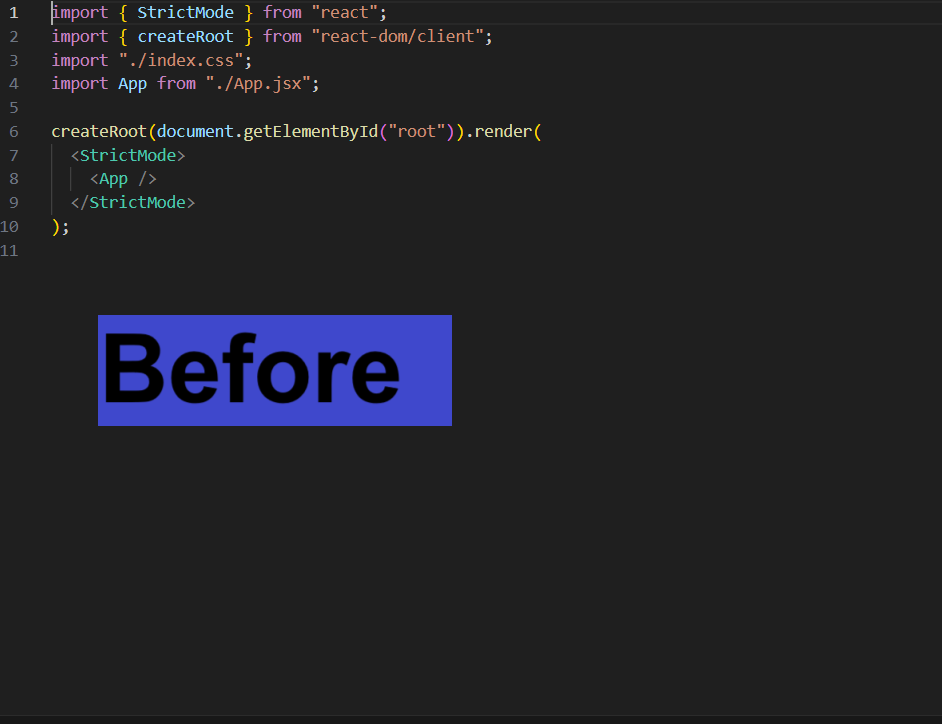 1 import { StrictMode } from "react";
2 import { createRoot } from "react-dom/client";
3 import "./index.css";
4 import App from "./App.jsx";
5
6 createRoot(document.getElementById("root")).render(
7   <StrictMode>
8     <App />
9   </StrictMode>
10 );
11
Before